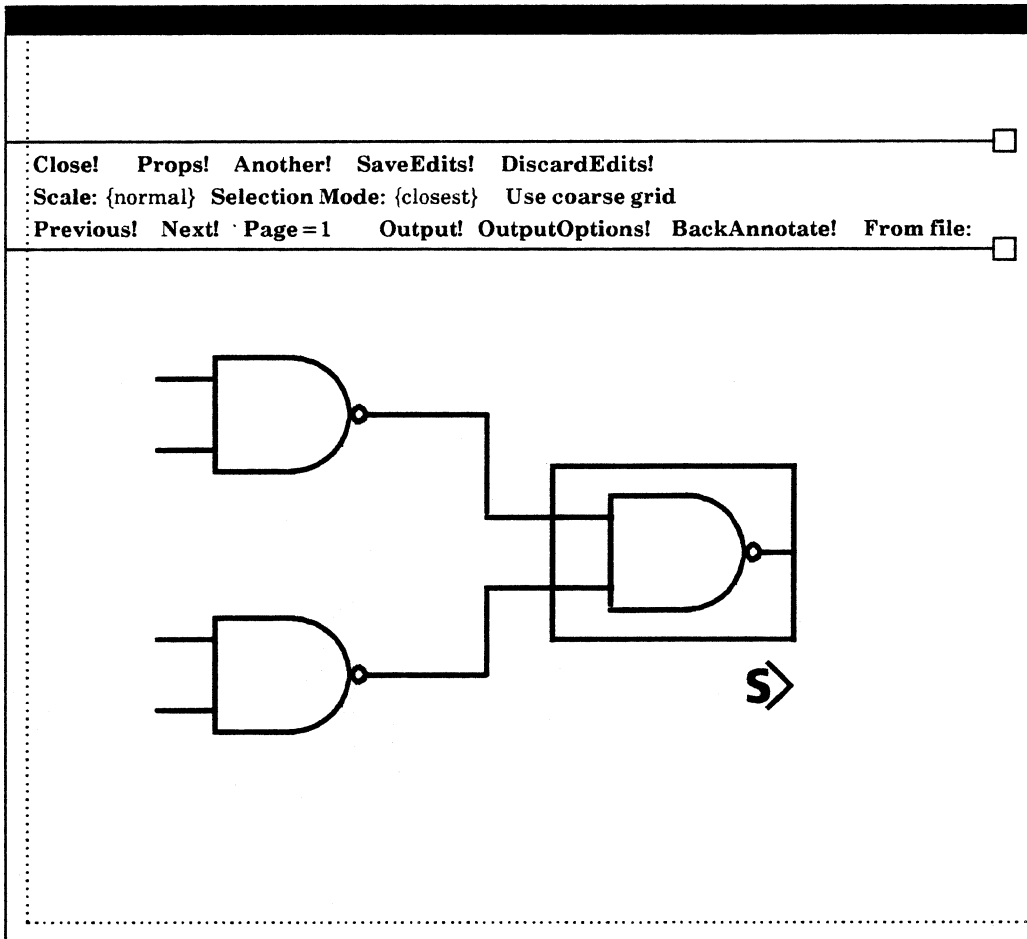 Close! Props! Another! SaveEdits! DiscardEdits!
Scale: {normal} Selection Mode: {closest} Use coarse grid
Previous! Next! Page=1 Output! OutputOptions! BackAnnotate! From file:
S